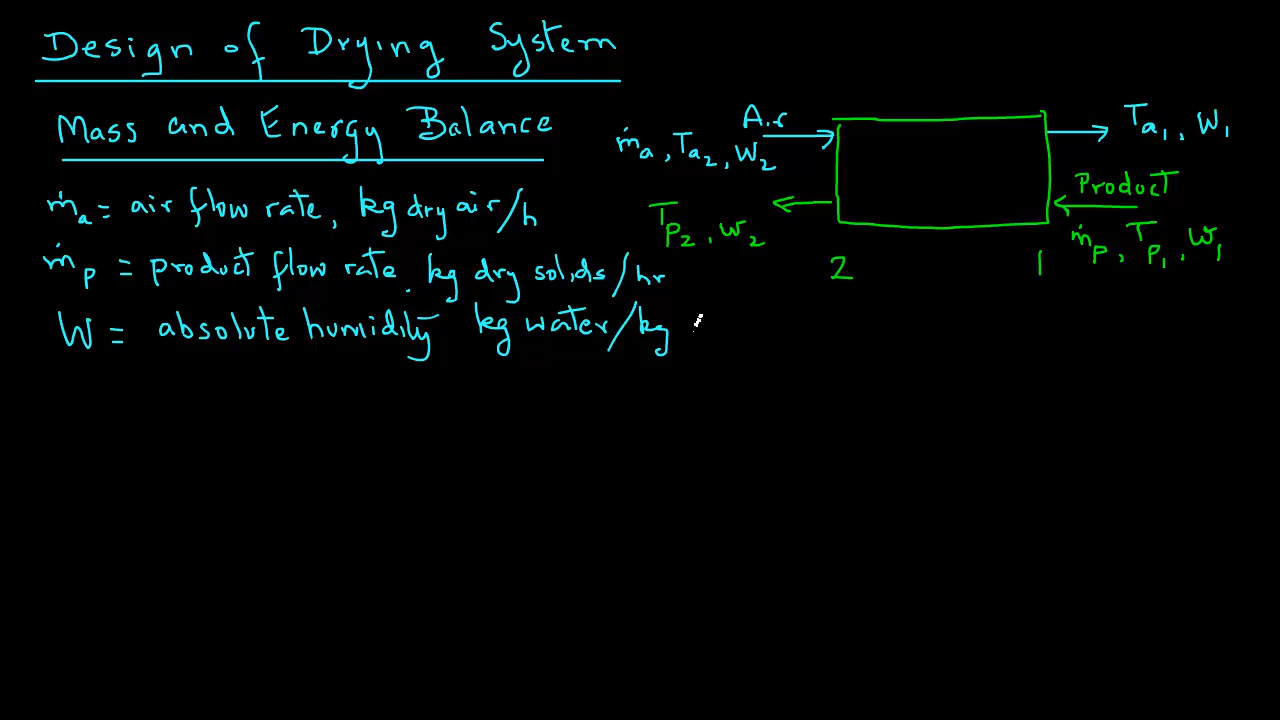 Design of Drying System
Mass and Energy Balance
ṁa = air flow rate, kg dry air/h
ṁp = product flow rate. kg dry solids/hr
W = absolute humidity kg water/kg
Air
ṁa, Ta2, W2
Ta1, W1
Product
ṁp, Tp1, w1
Tp2, w2
2
1